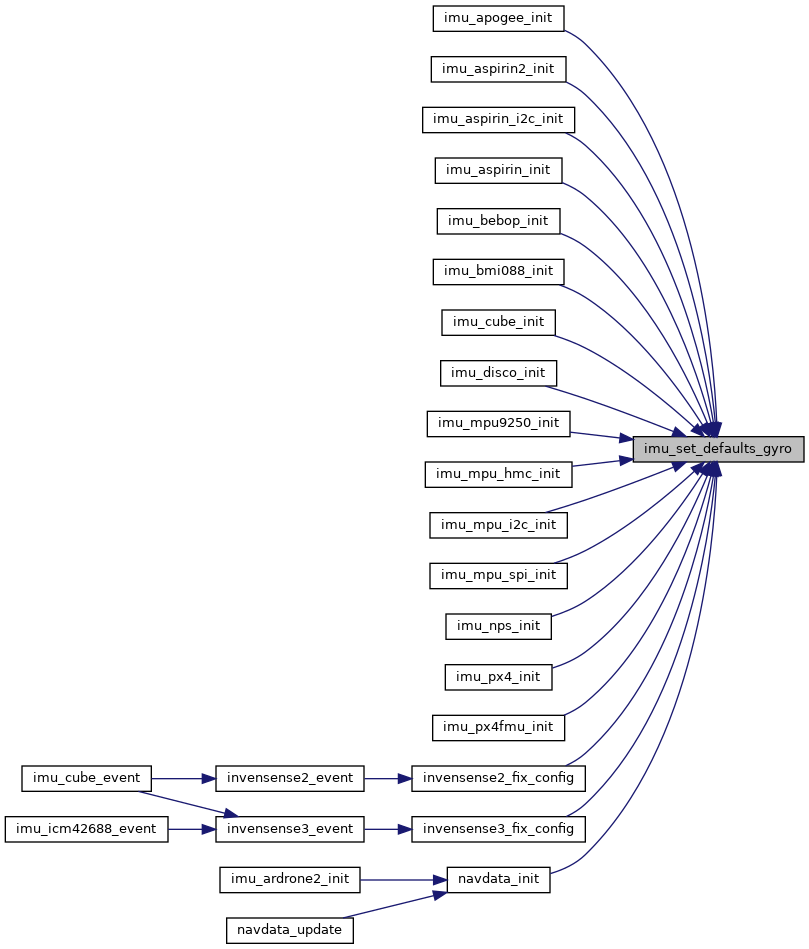 imu_apogee_init
imu_aspirin2_init
imu_aspirin_i2c_init
imu_aspirin_init
imu_bebop_init
imu_bmi088_init
imu_cube_init
imu_disco_init
imu_mpu9250_init
imu_set_defaults_gyro
imu_mpu_hmc_init
imu_mpu_i2c_init
imu_mpu_spi_init
imu_nps_init
imu_px4_init
imu_px4fmu_init
imu_cube_event
invensense2_event
invensense2_fix_config
imu_icm42688_event
invensense3_event
invensense3_fix_config
imu_ardrone2_init
navdata_init
navdata_update